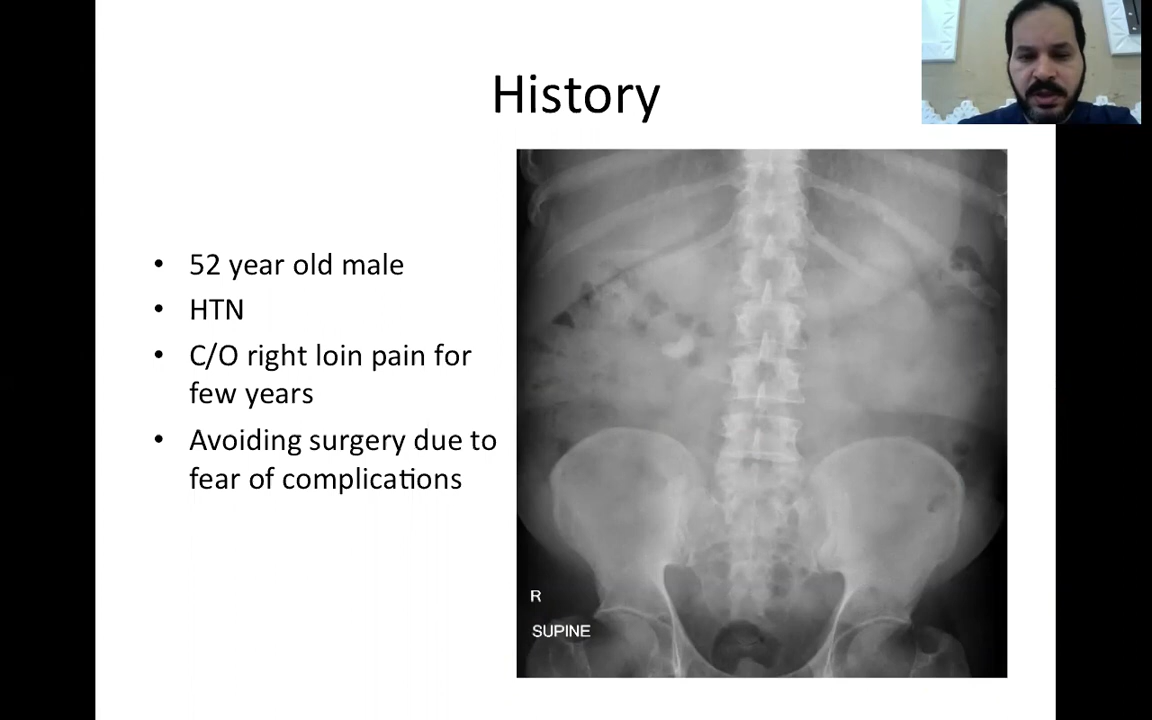 History
• 52 year old male
• HTN
• C/O right loin pain for
few years
• Avoiding surgery due to
fear of complications
R
SUPINE